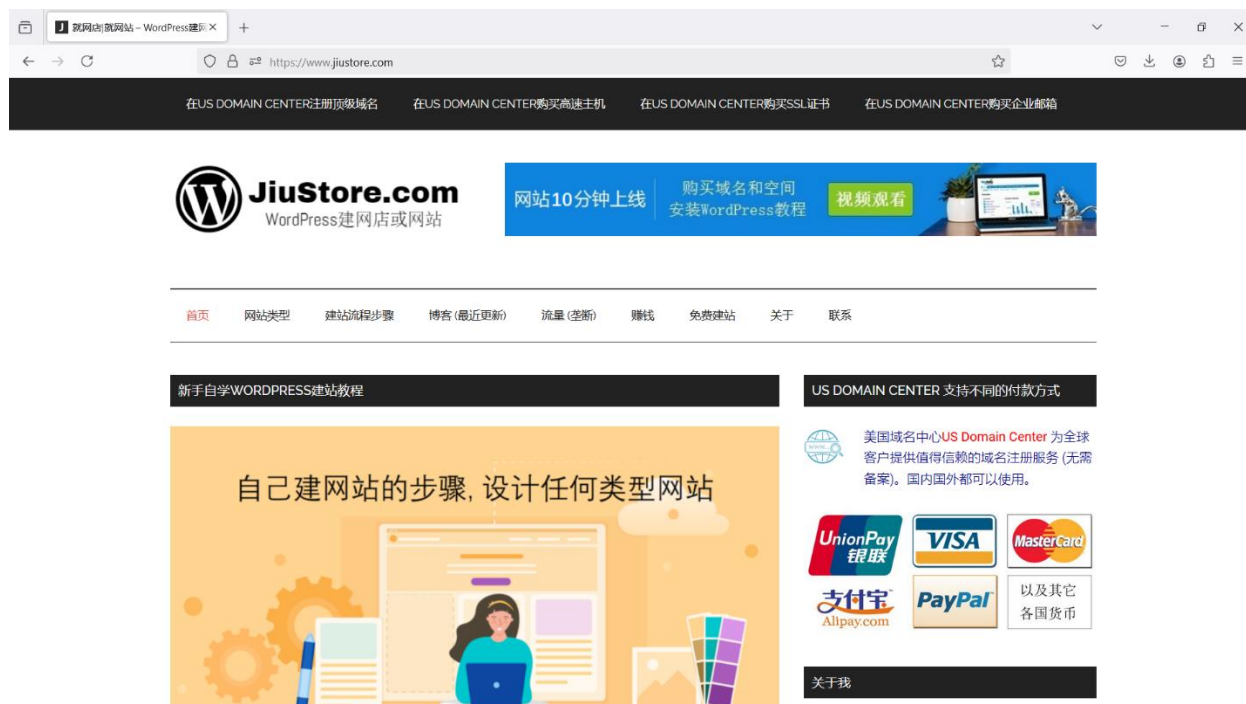 就网店|就网站 – WordPress建网
https://www.jiustore.com
在US DOMAIN CENTER注册顶级域名 在US DOMAIN CENTER购买高速主机 在US DOMAIN CENTER购买SSL证书 在US DOMAIN CENTER购买企业邮箱
JiuStore.com
WordPress建网店或网站
网站10分钟上线
购买域名和空间
安装WordPress教程
视频观看
首页 网站类型 建站流程步骤 博客 (最近更新) 流量 (垄断) 赚钱 免费建站 关于 联系
新手自学WORDPRESS建站教程
自己建网站的步骤, 设计任何类型网站
US DOMAIN CENTER 支持不同的付款方式
美国域名中心US Domain Center 为全球
客户提供值得信赖的域名注册服务 (无需
备案)。国内国外都可以使用。
UnionPay
银联
VISA
MasterCard
支付宝
Alipay.com
PayPal
以及其它
各国货币
关于我